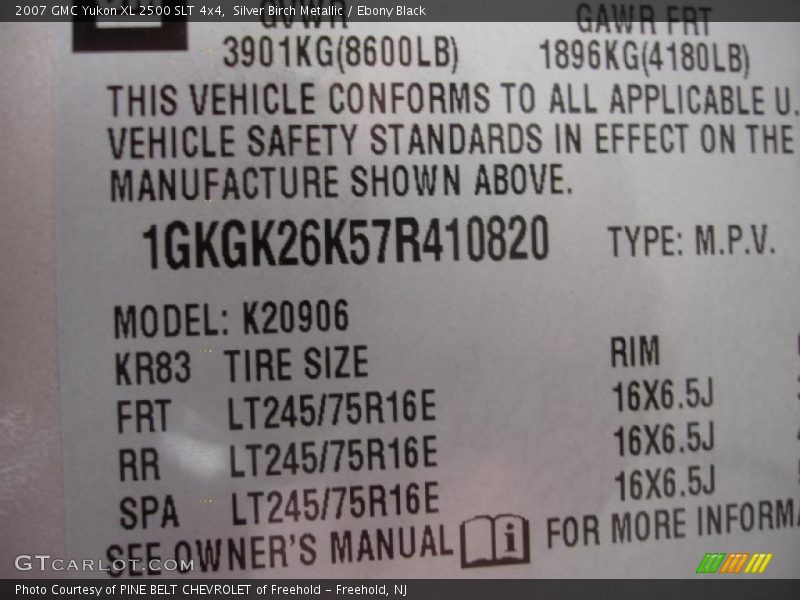 2007 GMC Yukon XL 2500 SLT 4x4, Silver Birch Metallic / Ebony Black
GVWR GAWR FRT
3901KG(8600LB) 1896KG(4180LB)
THIS VEHICLE CONFORMS TO ALL APPLICABLE U.
VEHICLE SAFETY STANDARDS IN EFFECT ON THE
MANUFACTURE SHOWN ABOVE.
1GKGK26K57R410820 TYPE: M.P.V.
MODEL: K20906
KR83 TIRE SIZE RIM
FRT LT245/75R16E 16X6.5J
RR LT245/75R16E 16X6.5J
SPA LT245/75R16E 16X6.5J
SEE OWNER'S MANUAL i FOR MORE INFORMA
GTcarlot.com
Photo Courtesy of PINE BELT CHEVROLET of Freehold - Freehold, NJ